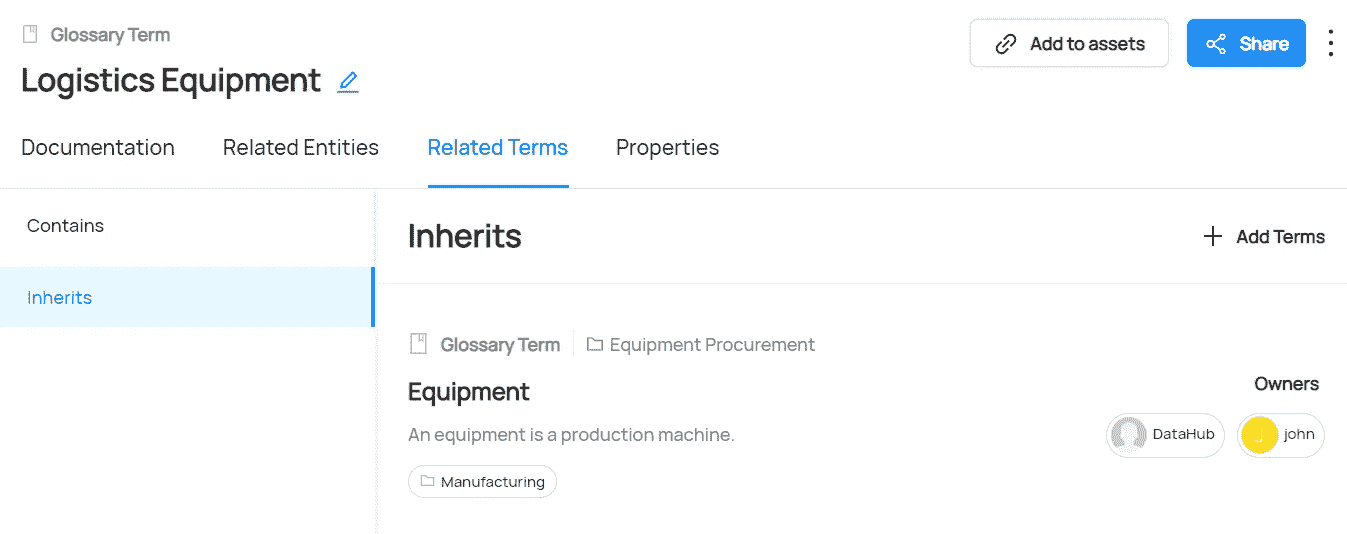 Glossary Term
Add to assets
Share
Logistics Equipment
Documentation Related Entities Related Terms Properties
Contains
Inherits
Inherits
Add Terms
Glossary Term Equipment Procurement
Equipment
An equipment is a production machine.
Manufacturing
Owners
DataHub J john